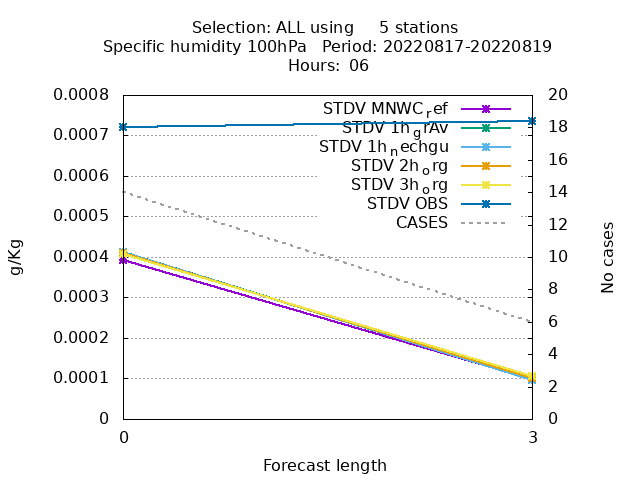 Selection: ALL using     5 stations
Specific humidity 100hPa   Period: 20220817-20220819
Hours: 06
0.0008
0.0007
0.0006
0.0005
0.0004
0.0003
0.0002
0.0001
0
g/Kg
STDV MNWC_ref
STDV 1h_grAv
STDV 1h_nechgu
STDV 2h_org
STDV 3h_org
STDV OBS
CASES
20
18
16
14
12
10
8
6
4
2
0
No cases
0
3
Forecast length